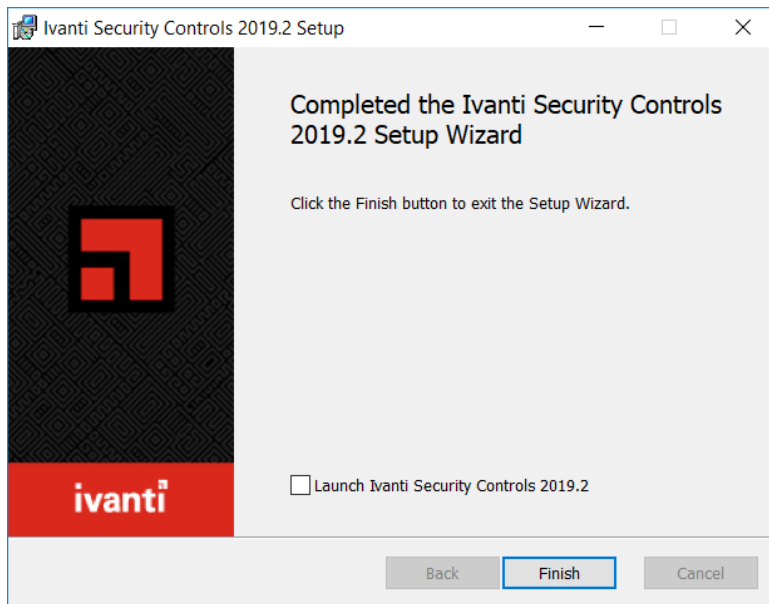 Ivanti Security Controls 2019.2 Setup
Completed the Ivanti Security Controls
2019.2 Setup Wizard
Click the Finish button to exit the Setup Wizard.
Launch Ivanti Security Controls 2019.2
ivanti
Back
Finish
Cancel